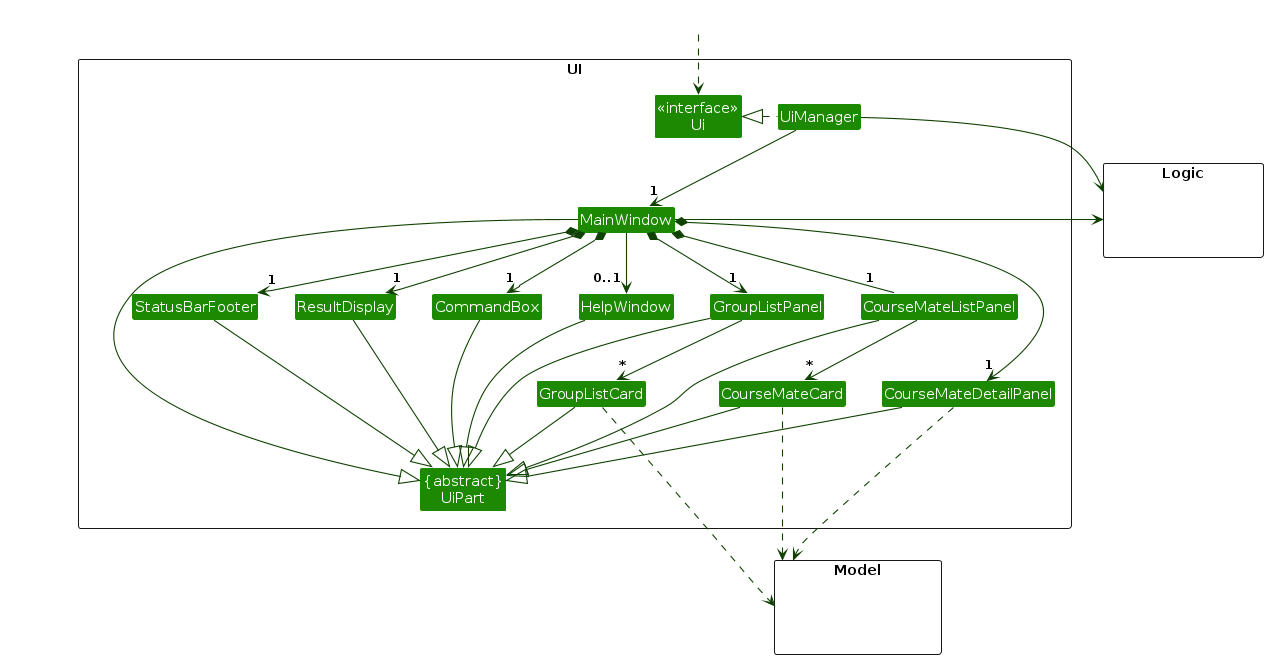 UI
«interface»
Ui
UiManager
Logic
1
MainWindow
1
1
1
0..1
1
1
StatusBarFooter
ResultDisplay
CommandBox
HelpWindow
GroupListPanel
CourseMateListPanel
*
*
1
GroupListCard
CourseMateCard
CourseMateDetailPanel
{abstract}
UiPart
Model